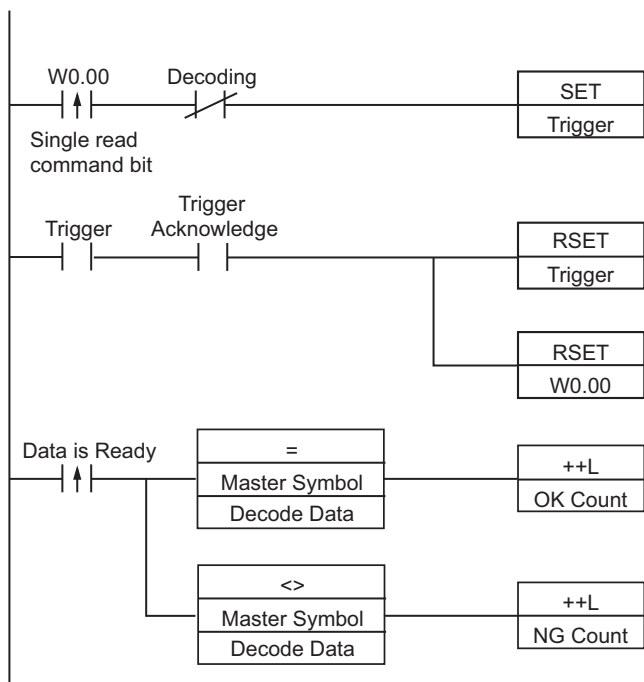 W0.00
Decoding
SET
Trigger
Single read
command bit
Trigger
Trigger
Acknowledge
RSET
Trigger
RSET
W0.00
Data is Ready
=
Master Symbol
Decode Data
++L
OK Count
<>
Master Symbol
Decode Data
++L
NG Count